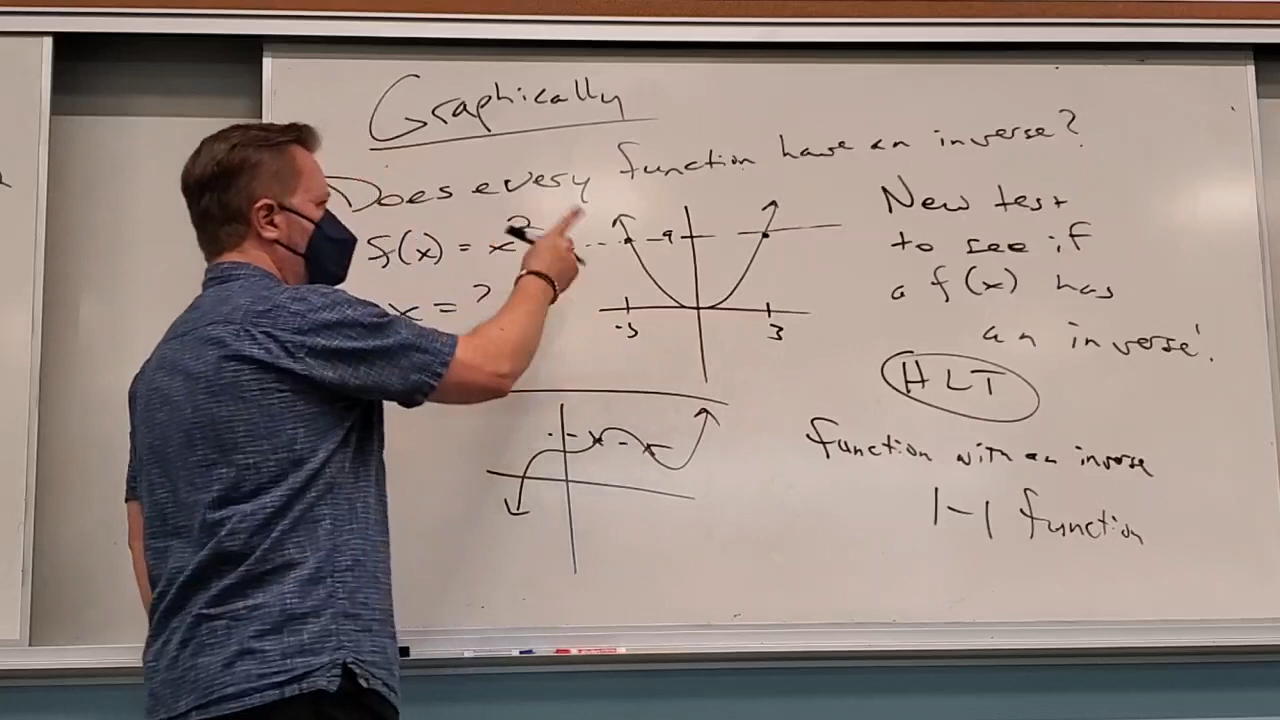 Graphically
Does every function have an inverse?
f(x) = x²
x = ?
9
-3
3
New test
to see if
a f(x) has
an inverse!
HLT
function with an inverse
1-1 function